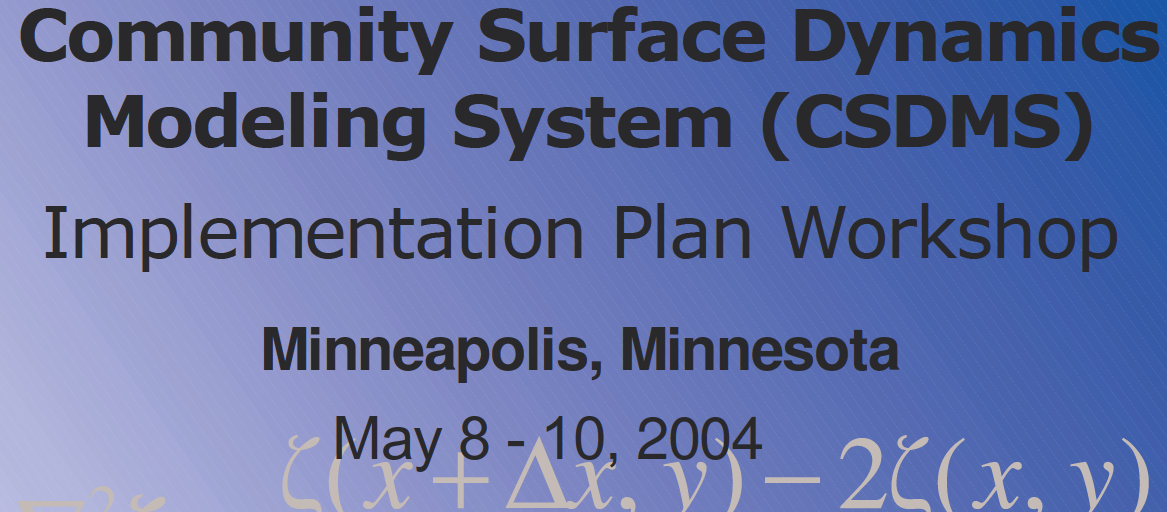 Community Surface Dynamics
Modeling System (CSDMS)
Implementation Plan Workshop
Minneapolis, Minnesota
May 8 - 10, 2004
ζ(x+Δx, y)−2ζ(x, y)